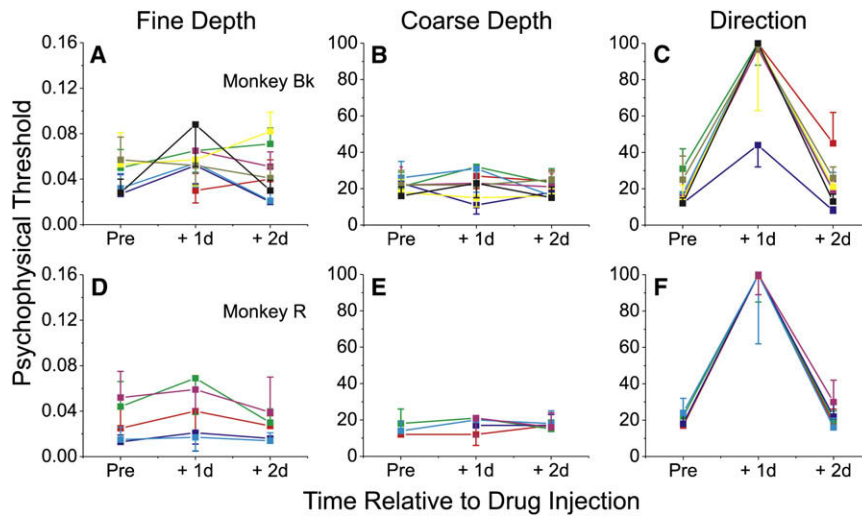 Fine Depth
Coarse Depth
Direction
A
Monkey Bk
0.16
0.12
0.08
0.04
0.00
Pre
+ 1d
+ 2d
B
100
80
60
40
20
0
Pre
+ 1d
+ 2d
C
100
80
60
40
20
0
Pre
+ 1d
+ 2d
Psychophysical Threshold
D
Monkey R
0.16
0.12
0.08
0.04
0.00
Pre
+ 1d
+ 2d
E
100
80
60
40
20
0
Pre
+ 1d
+ 2d
F
100
80
60
40
20
0
Pre
+ 1d
+ 2d
Time Relative to Drug Injection